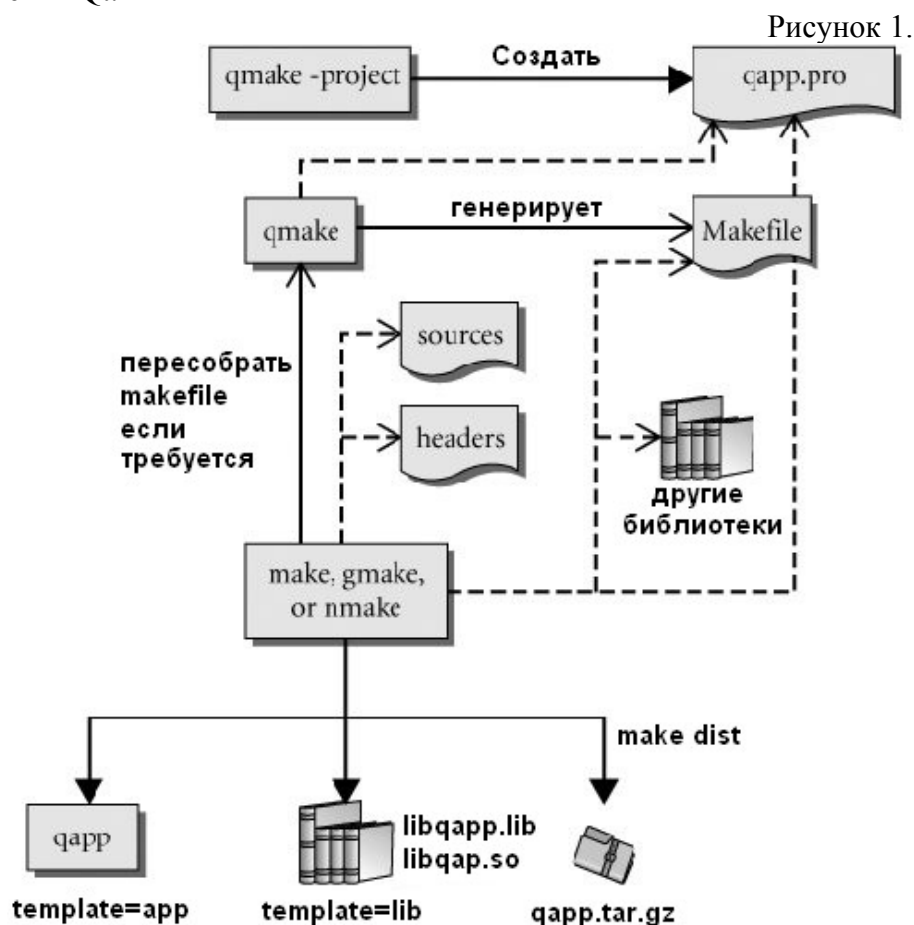 Рисунок 1.
Создать
qmake -project
qapp.pro
генерирует
qmake
Makefile
sources
пересобрать
makefile
если
требуется
headers
другие
библиотеки
make, gmake,
or nmake
make dist
qapp
libqapp.lib
libqap.so
template=app
template=lib
qapp.tar.gz